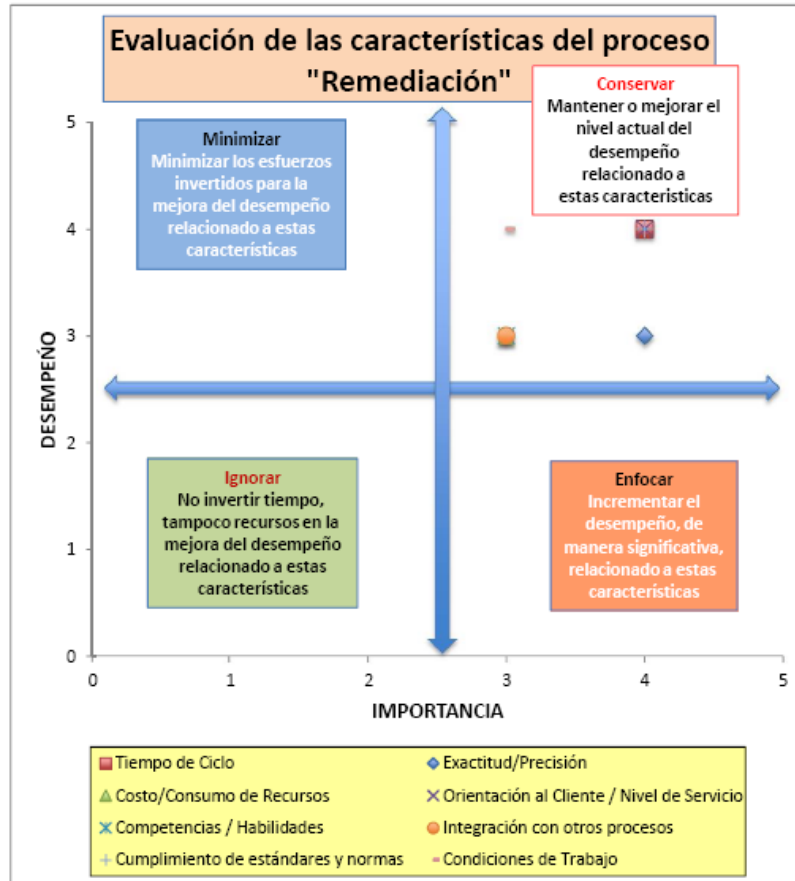 Evaluación de las características del proceso
"Remediación"
Conservar
Mantener o mejorar el
nivel actual del
desempeño
relacionado a
estas caracteristicas
Minimizar
Minimizar los esfuerzos
invertidos para la
mejora del desempeño
relacionado a estas
características
Ignorar
No invertir tiempo,
tampoco recursos en la
mejora del desempeño
relacionado a estas
características
Enfocar
Incrementar el
desempeño, de
manera significativa,
relacionado a estas
características
DESEMPEÑO
5
4
3
2
1
0
0 1 2 3 4 5
IMPORTANCIA
Tiempo de Ciclo Exactitud/Precisión
Costo/Consumo de Recursos Orientación al Cliente / Nivel de Servicio
Competencias / Habilidades Integración con otros procesos
Cumplimiento de estándares y normas Condiciones de Trabajo